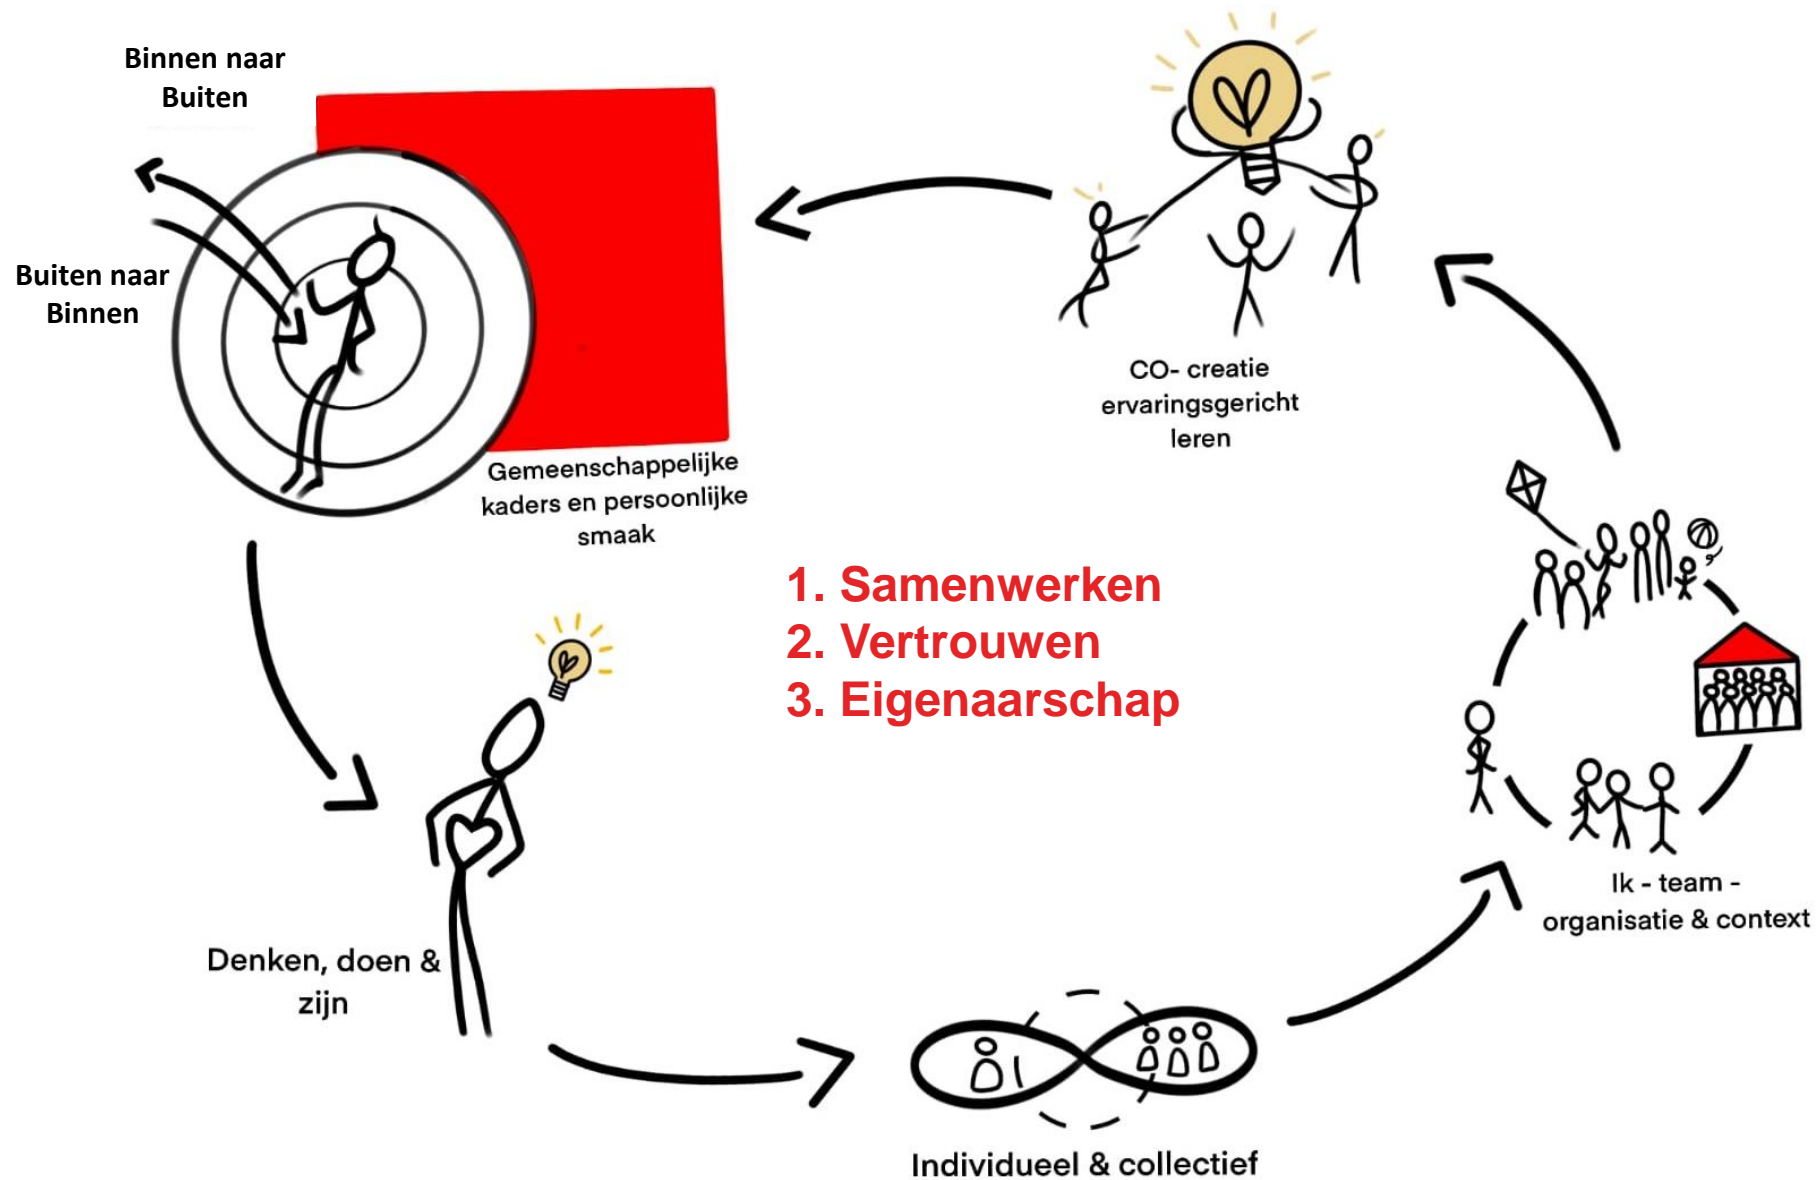 Binnen naar
Buiten
Buiten naar
Binnen
Gemeenschappelijke
kaders en persoonlijke
smaak
CO- creatie
ervaringsgericht
leren
1. Samenwerken
2. Vertrouwen
3. Eigenaarschap
Ik - team -
organisatie & context
Denken, doen &
zijn
Individueel & collectief